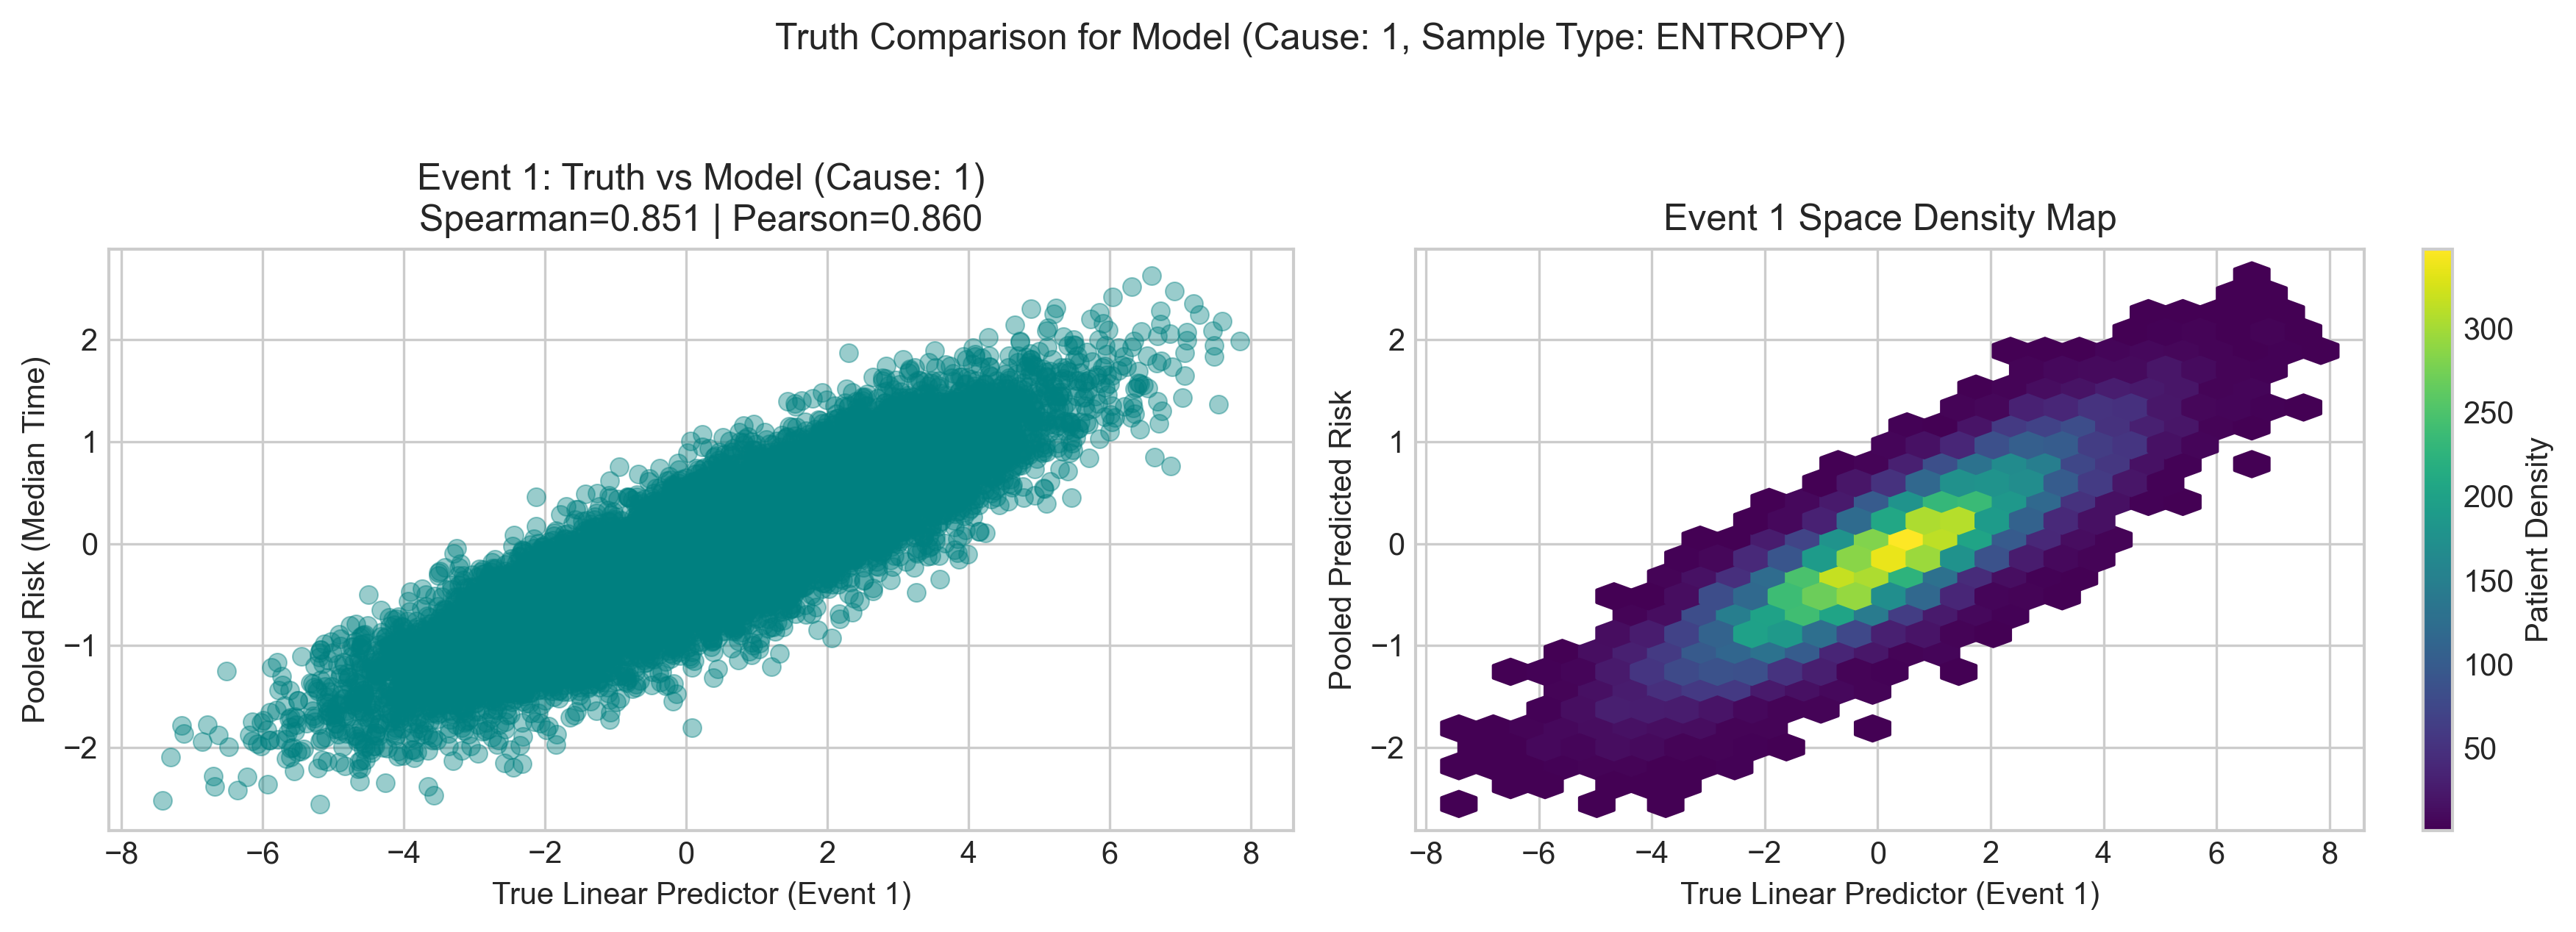 Truth Comparison for Model (Cause: 1, Sample Type: ENTROPY)
Event 1: Truth vs Model (Cause: 1)
Spearman=0.851 | Pearson=0.860
Pooled Risk (Median Time)
2
1
0
−1
−2
−8 −6 −4 −2 0 2 4 6 8
True Linear Predictor (Event 1)
Event 1 Space Density Map
Pooled Predicted Risk
2
1
0
−1
−2
−8 −6 −4 −2 0 2 4 6 8
True Linear Predictor (Event 1)
300
250
200
150
100
50
Patient Density